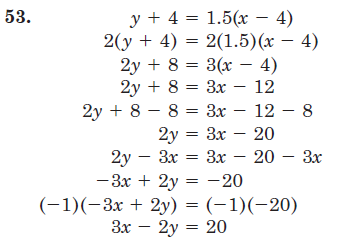 53. y + 4 = 1.5(x − 4)
2(y + 4) = 2(1.5)(x − 4)
2y + 8 = 3(x − 4)
2y + 8 = 3x − 12
2y + 8 − 8 = 3x − 12 − 8
2y = 3x − 20
2y − 3x = 3x − 20 − 3x
−3x + 2y = −20
(−1)(−3x + 2y) = (−1)(−20)
3x − 2y = 20